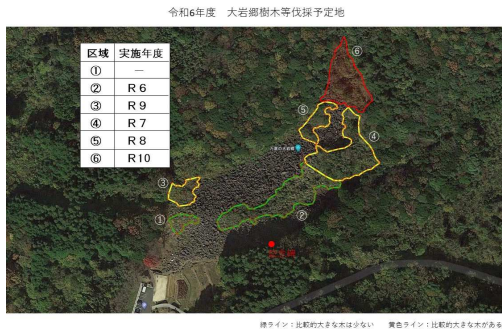 令和6年度 大岩郷樹木等伐採予定地
区域 実施年度
① －
② R6
③ R9
④ R7
⑤ R8
⑥ R10
⑥
⑤
④
③
①
②
緑ライン：比較的大きな木は少ない 黄色ライン：比較的大きな木がある